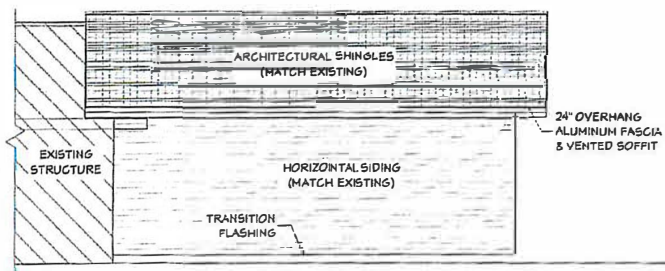 ARCHITECTURAL SHINGLES
(MATCH EXISTING)
24" OVERHANG
ALUMINUM FASCIA
& VENTED SOFFIT
EXISTING
STRUCTURE
HORIZONTAL SIDING
(MATCH EXISTING)
TRANSITION
FLASHING